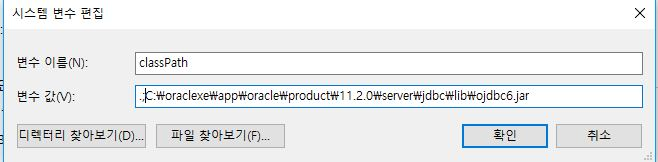 시스템 변수 편집
변수 이름(N):
classPath
변수 값(V):
.;C:₩oraclexe₩app₩oracle₩product₩11.2.0₩server₩jdbc₩lib₩ojdbc6.jar
디렉터리 찾아보기(D)...
파일 찾아보기(F)...
확인
취소